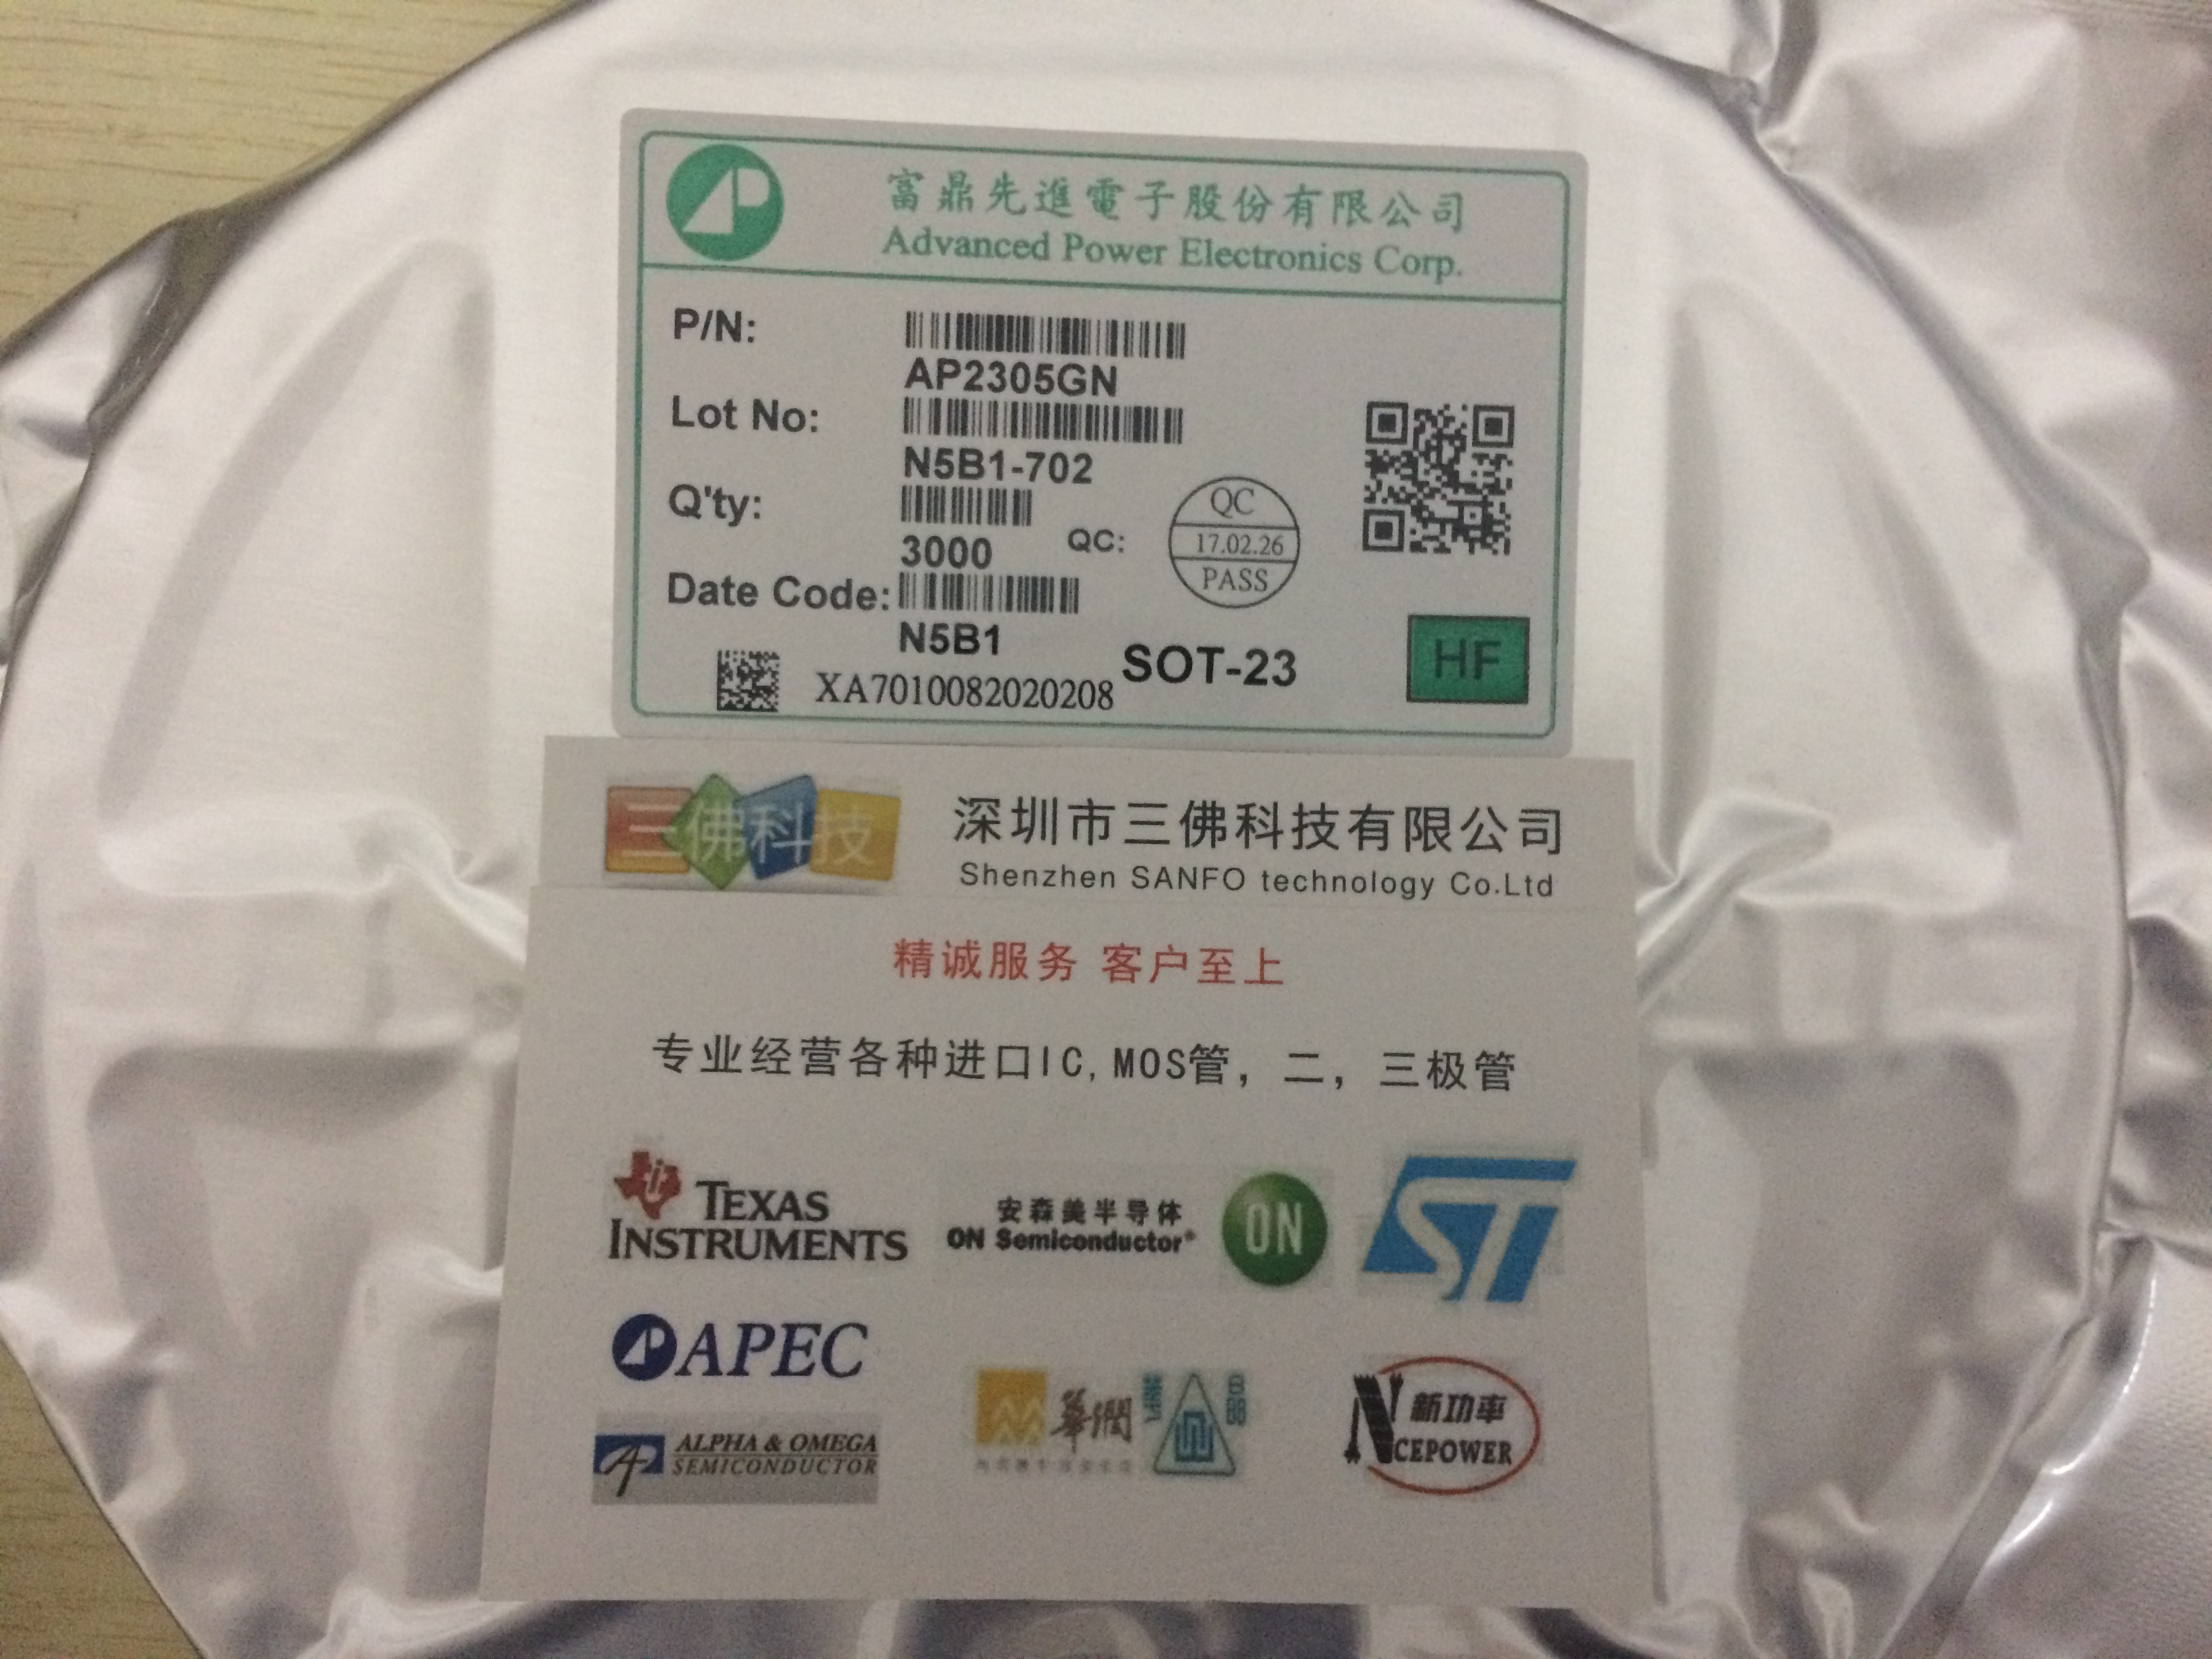 富鼎先進電子股份有限公司
Advanced Power Electronics Corp.
P/N:
AP2305GN
Lot No:
N5B1-702
Q'ty:
3000
QC:
QC
17.02.26
PASS
Date Code:
N5B1
XA7010082020208
SOT-23
HF
三佛科技
深圳市三佛科技有限公司
Shenzhen SANFO technology Co.Ltd
精诚服务 客户至上
专业经营各种进口IC,MOS管，二，三极管
TEXAS
INSTRUMENTS
安森美半导体
ON Semiconductor®
ON
ST
APEC
ALPHA & OMEGA
SEMICONDUCTOR
華潤
新功率
NCEPOWER